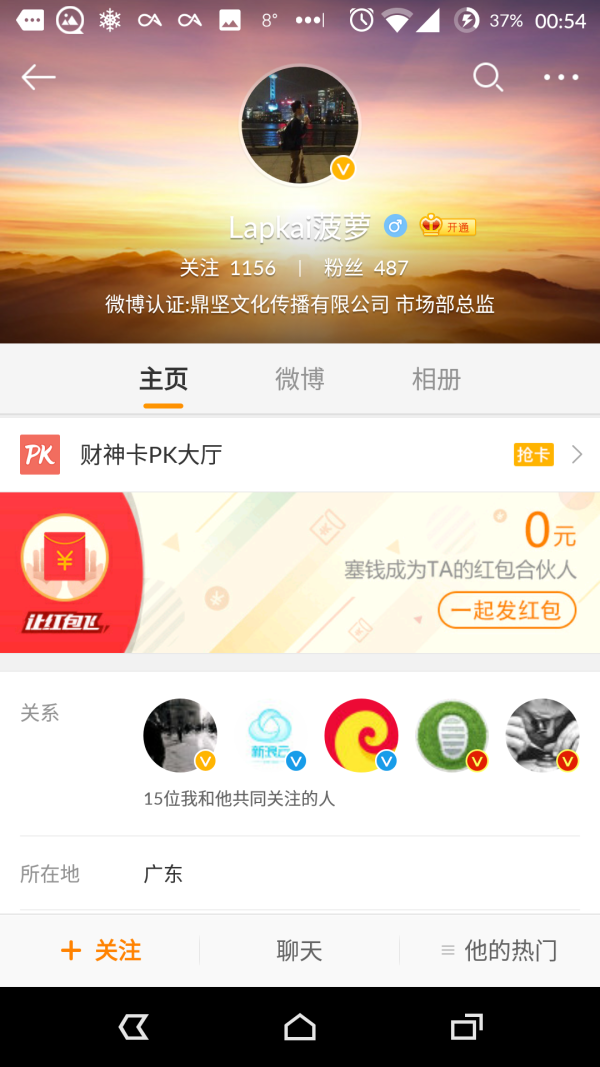 8° 37% 00:54
Lapkai菠萝 开通
关注 1156 | 粉丝 487
微博认证:鼎坚文化传播有限公司 市场部总监
主页 微博 相册
PK 财神卡PK大厅 抢卡
0元
塞钱成为TA的红包合伙人
一起发红包
让红包飞
关系
新浪云
15位我和他共同关注的人
所在地 广东
+ 关注 聊天 ≡ 他的热门